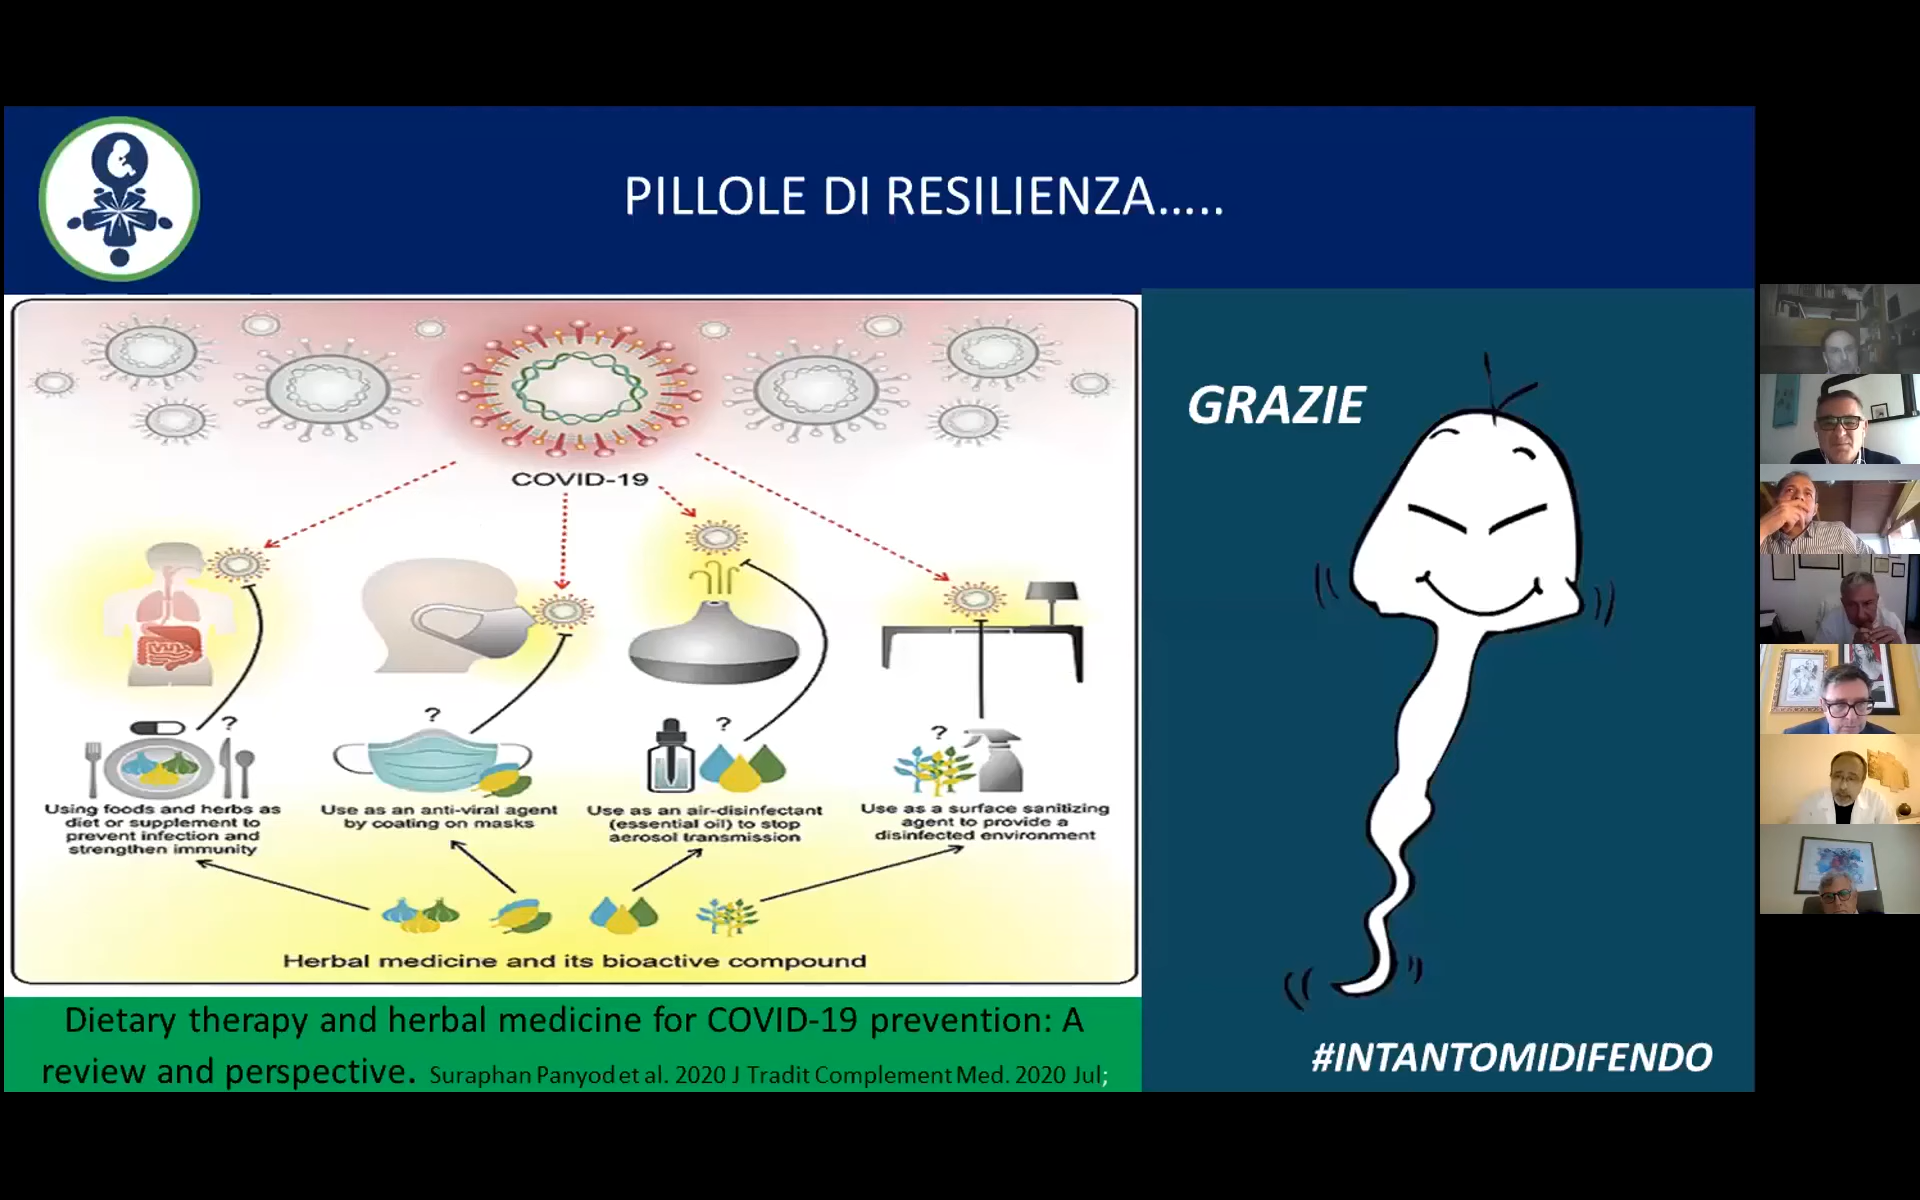 PILLOLE DI RESILIENZA.....
COVID-19
?
?
?
?
Using foods and herbs as
diet or supplement to
prevent infection and
strengthen immunity
Use as an anti-viral agent
by coating on masks
Use as an air-disinfectant
(essential oil) to stop
aerosol transmission
Use as a surface sanitizing
agent to provide a
disinfected environment
Herbal medicine and its bioactive compound
Dietary therapy and herbal medicine for COVID-19 prevention: A
review and perspective. Suraphan Panyod et al. 2020 J Tradit Complement Med. 2020 Jul;
GRAZIE
#INTANTOMIDIFENDO